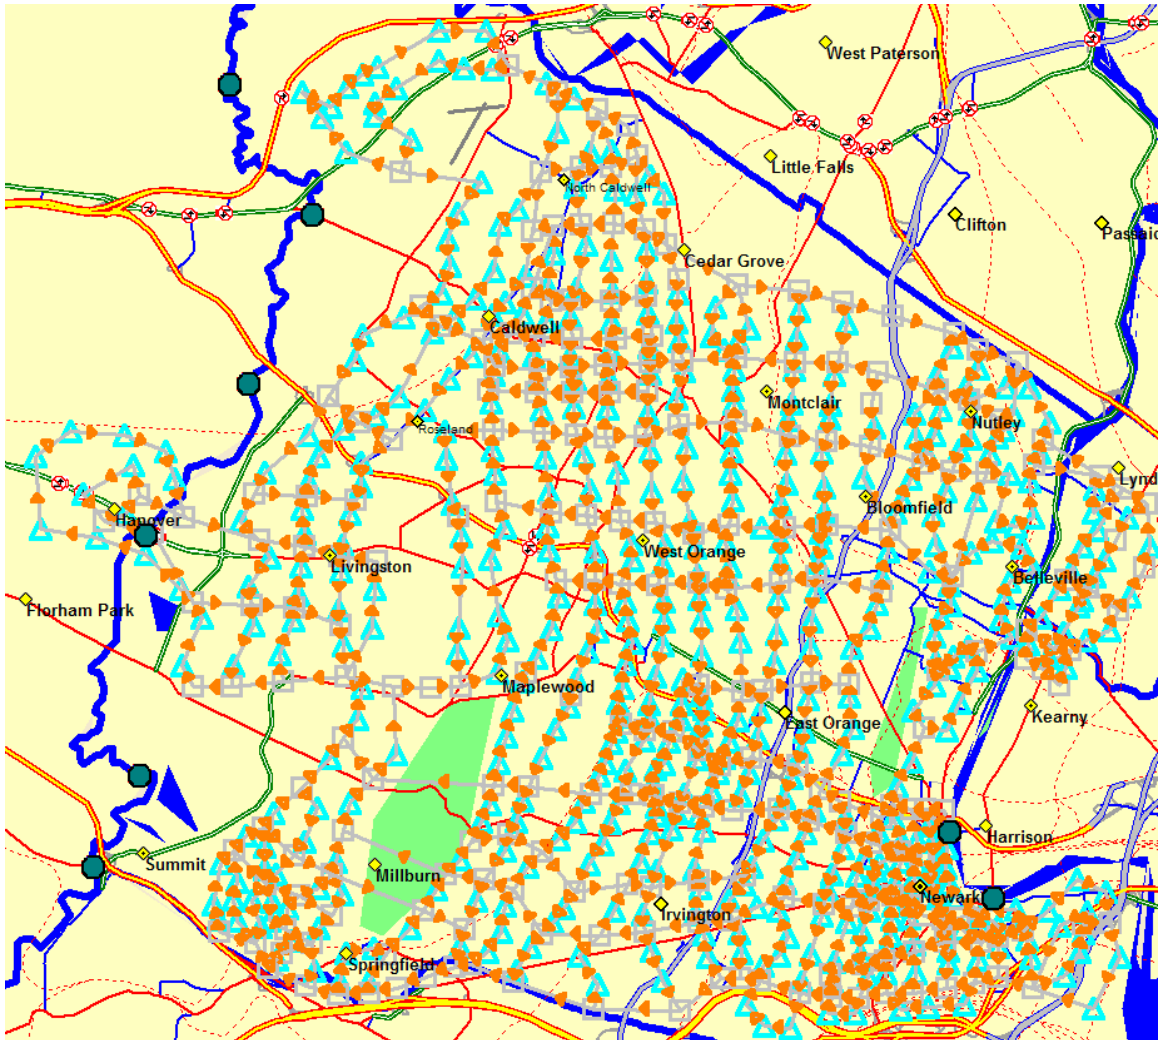 West Paterson
Little Falls
North Caldwell
Clifton
Passaic
Cedar Grove
Caldwell
Montclair
Nutley
Roseland
Lynd
Bloomfield
Hanover
West Orange
Livingston
Belleville
Florham Park
Maplewood
Kearny
East Orange
Harrison
Summit
Millburn
Newark
Irvington
Springfield